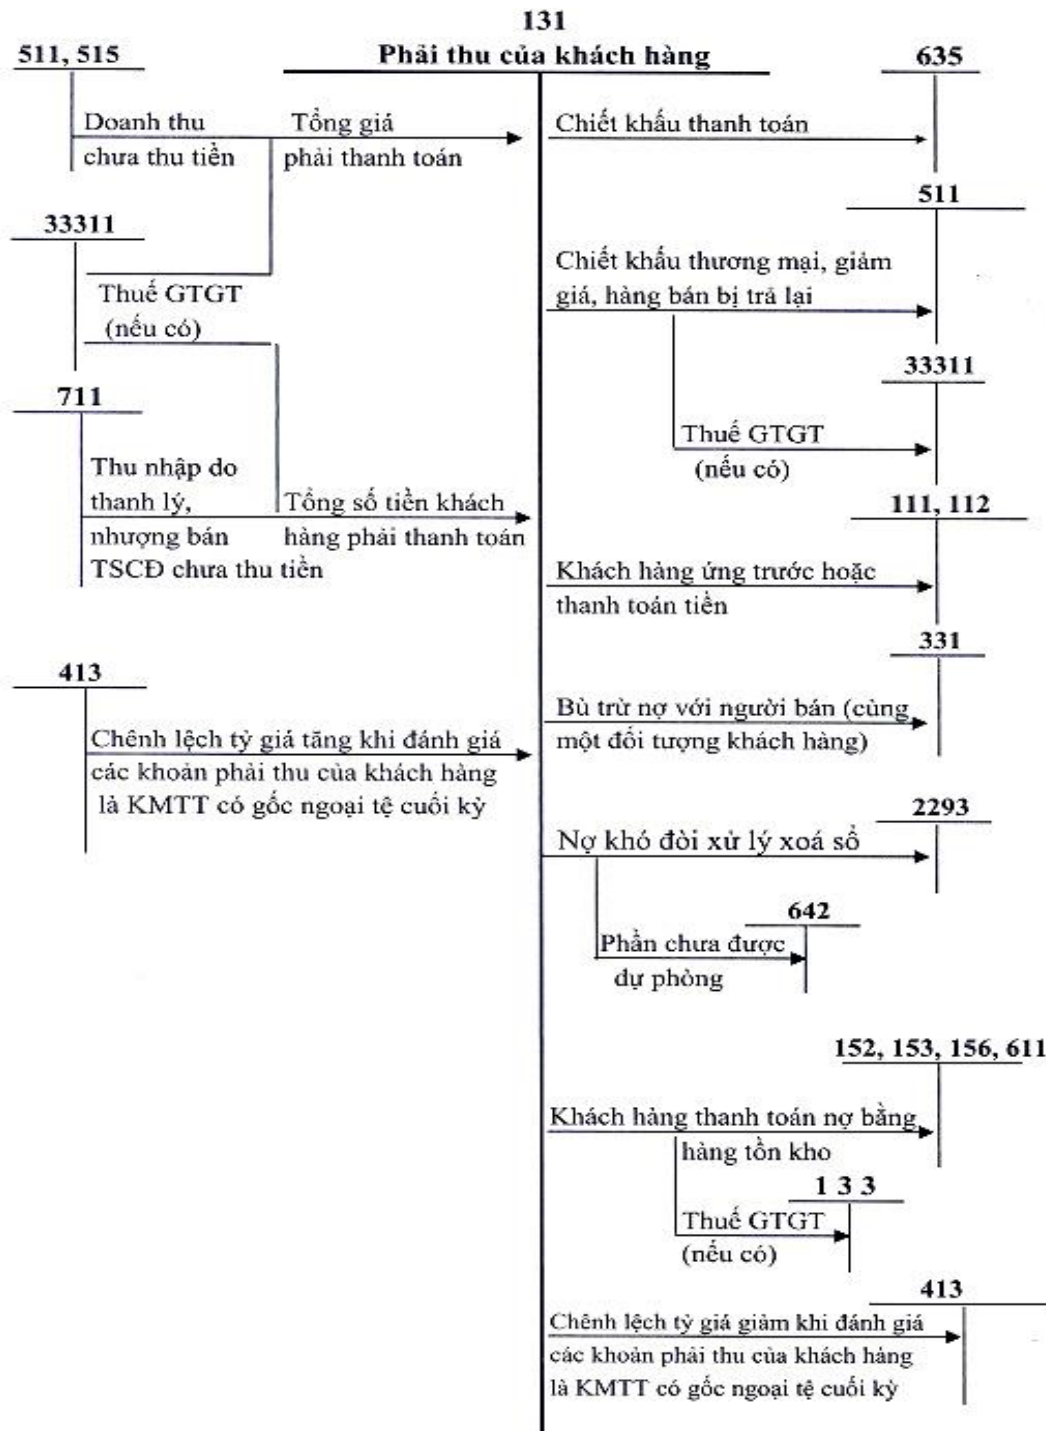 131
Phải thu của khách hàng
511, 515
Doanh thu
chưa thu tiền
Tổng giá
phải thanh toán
33311
Thuế GTGT
(nếu có)
711
Thu nhập do
thanh lý,
nhượng bán
TSCĐ chưa thu tiền
Tổng số tiền khách
hàng phải thanh toán
413
Chênh lệch tỷ giá tăng khi đánh giá
các khoản phải thu của khách hàng
là KMTT có gốc ngoại tệ cuối kỳ
635
Chiết khấu thanh toán
511
Chiết khấu thương mại, giảm
giá, hàng bán bị trả lại
33311
Thuế GTGT
(nếu có)
111, 112
Khách hàng ứng trước hoặc
thanh toán tiền
331
Bù trừ nợ với người bán (cùng
một đối tượng khách hàng)
2293
Nợ khó đòi xử lý xoá sổ
642
Phần chưa được
dự phòng
152, 153, 156, 611
Khách hàng thanh toán nợ bằng
hàng tồn kho
1 3 3
Thuế GTGT
(nếu có)
413
Chênh lệch tỷ giá giảm khi đánh giá
các khoản phải thu của khách hàng
là KMTT có gốc ngoại tệ cuối kỳ